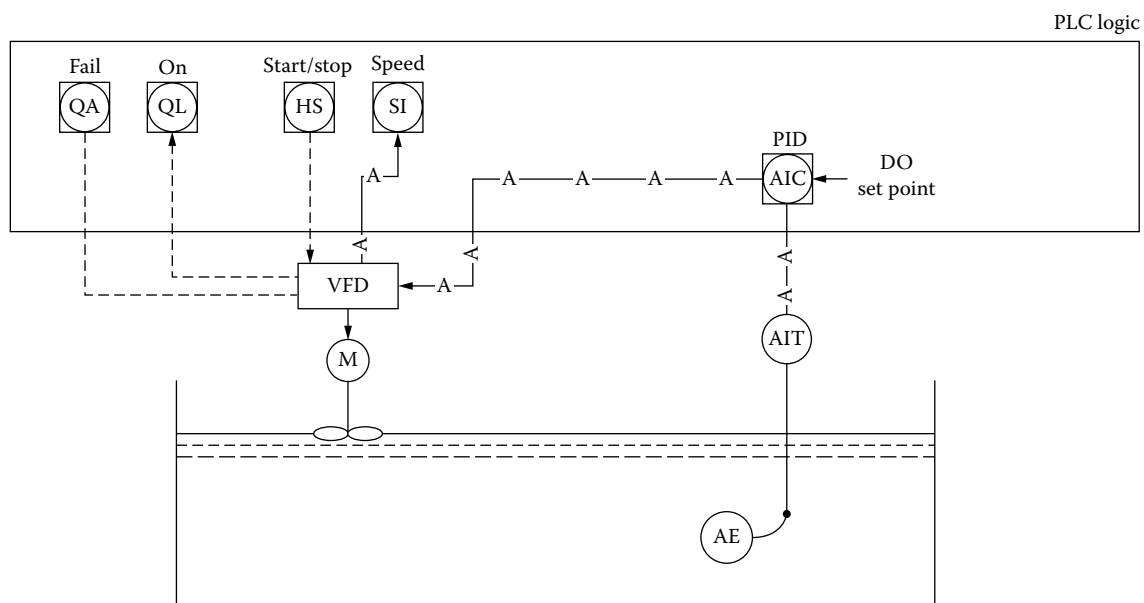 PLC logic
Fail
On
Start/stop
Speed
QA
QL
HS
SI
PID
A
A
A
A
A
AIC
DO
set point
A
A
A
VFD
A
A
AIT
M
AE